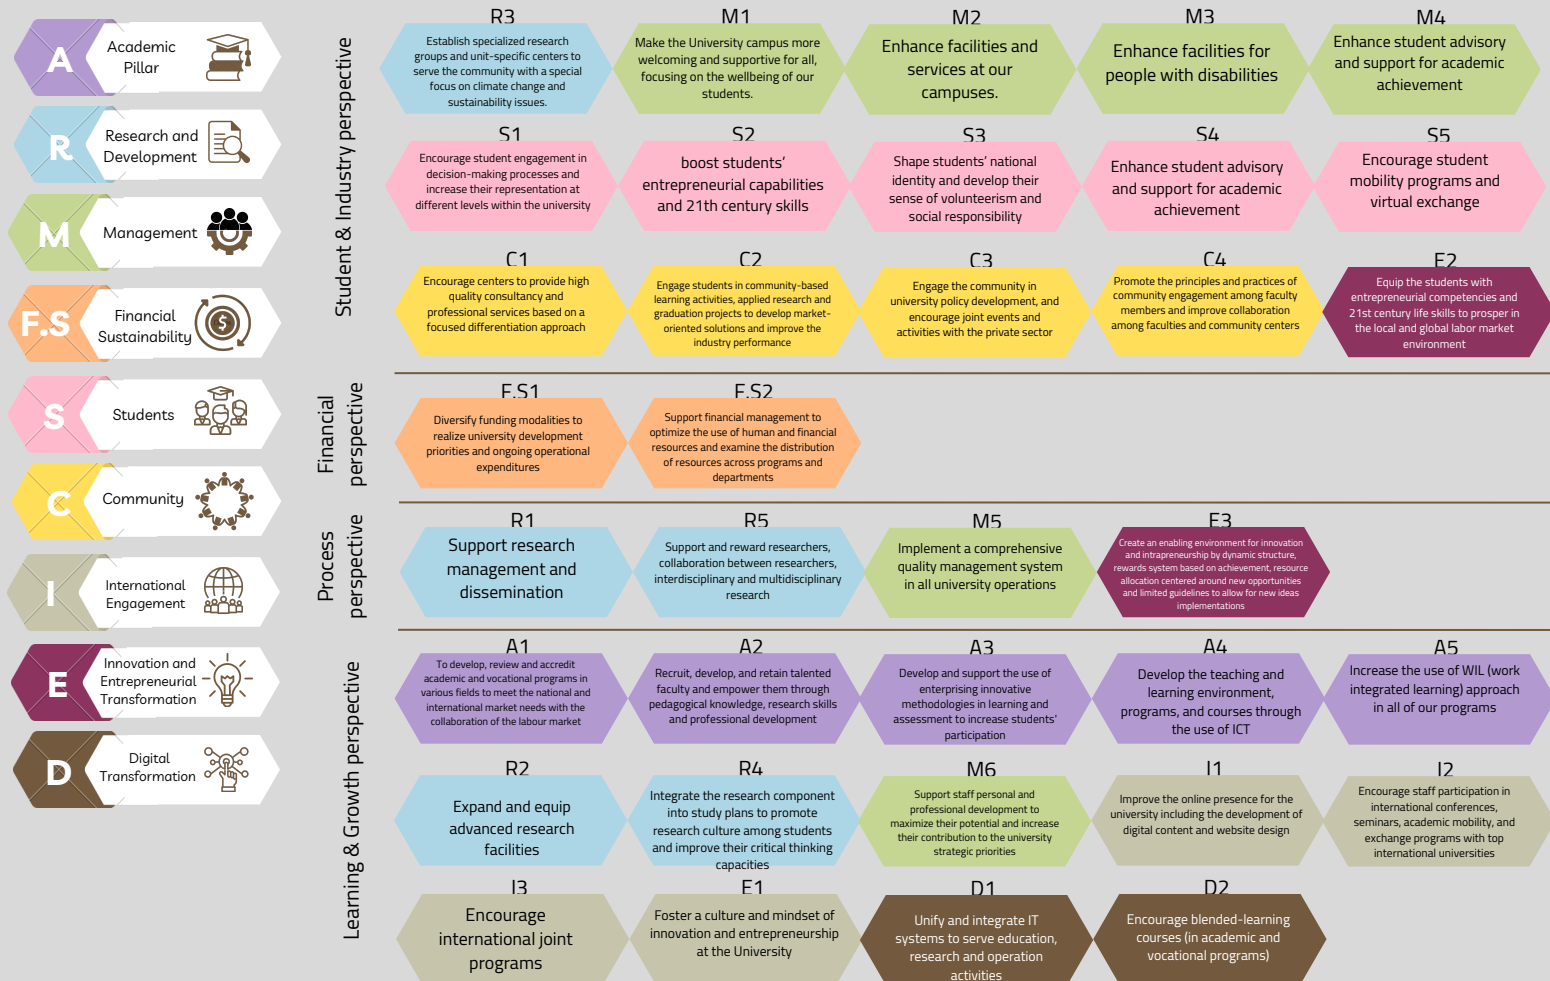 A
Academic
Pillar
R
Research and
Development
M
Management
F.S
Financial
Sustainability
$
S
Students
C
Community
I
International
Engagement
E
Innovation and
Entrepreneurial
Transformation
D
Digital
Transformation
Student & Industry perspective
R3
Establish specialized research
groups and unit-specific centers to
serve the community with a special
focus on climate change and
sustainability issues.
M1
Make the University campus more
welcoming and supportive for all,
focusing on the wellbeing of our
students.
M2
Enhance facilities and
services at our
campuses.
M3
Enhance facilities for
people with disabilities
M4
Enhance student advisory
and support for academic
achievement
S1
Encourage student engagement in
decision-making processes and
increase their representation at
different levels within the university
S2
boost students'
entrepreneurial capabilities
and 21th century skills
S3
Shape students' national
identity and develop their
sense of volunteerism and
social responsibility
S4
Enhance student advisory
and support for academic
achievement
S5
Encourage student
mobility programs and
virtual exchange
C1
Encourage centers to provide high
quality consultancy and
professional services based on a
focused differentiation approach
C2
Engage students in community-based
learning activities, applied research and
graduation projects to develop market-
oriented solutions and improve the
industry performance
C3
Engage the community in
university policy development, and
encourage joint events and
activities with the private sector
C4
Promote the principles and practices of
community engagement among faculty
members and improve collaboration
among faculties and community centers
E2
Equip the students with
entrepreneurial competencies and
21st century life skills to prosper in
the local and global labor market
environment
Financial
perspective
F.S1
Diversify funding modalities to
realize university development
priorities and ongoing operational
expenditures
F.S2
Support financial management to
optimize the use of human and financial
resources and examine the distribution
of resources across programs and
departments
Process
perspective
R1
Support research
management and
dissemination
R5
Support and reward researchers,
collaboration between researchers,
interdisciplinary and multidisciplinary
research
M5
Implement a comprehensive
quality management system
in all university operations
E3
Create an enabling environment for innovation
and intrapreneurship by dynamic structure,
rewards system based on achievement, resource
allocation centered around new opportunities
and limited guidelines to allow for new ideas
implementations
Learning & Growth perspective
A1
To develop, review and accredit
academic and vocational programs in
various fields to meet the national and
international market needs with the
collaboration of the labour market
A2
Recruit, develop, and retain talented
faculty and empower them through
pedagogical knowledge, research skills
and professional development
A3
Develop and support the use of
enterprising innovative
methodologies in learning and
assessment to increase students'
participation
A4
Develop the teaching and
learning environment,
programs, and courses through
the use of ICT
A5
Increase the use of WIL (work
integrated learning) approach
in all of our programs
R2
Expand and equip
advanced research
facilities
R4
Integrate the research component
into study plans to promote
research culture among students
and improve their critical thinking
capacities
M6
Support staff personal and
professional development to
maximize their potential and increase
their contribution to the university
strategic priorities
I1
Improve the online presence for the
university including the development of
digital content and website design
I2
Encourage staff participation in
international conferences,
seminars, academic mobility, and
exchange programs with top
international universities
I3
Encourage
international joint
programs
E1
Foster a culture and mindset of
innovation and entrepreneurship
at the University
D1
Unify and integrate IT
systems to serve education,
research and operation
activities
D2
Encourage blended-learning
courses (in academic and
vocational programs)